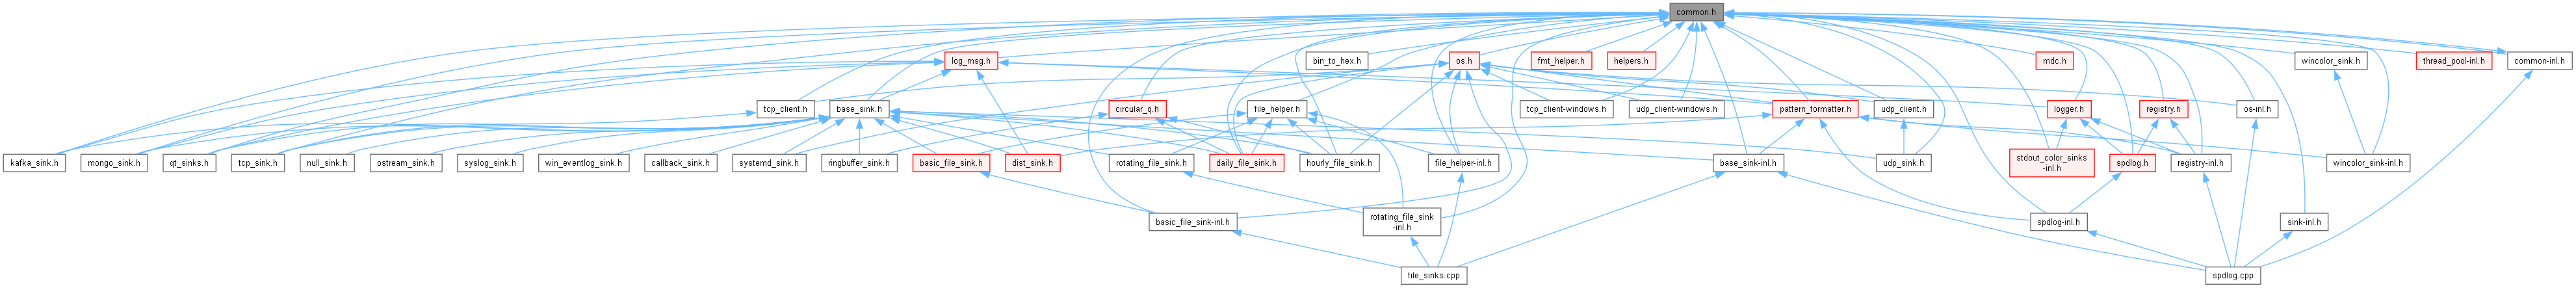 common.h
log_msg.h
bin_to_hex.h
os.h
fmt_helper.h
helpers.h
mdc.h
wincolor_sink.h
thread_pool-inl.h
common-inl.h
tcp_client.h
base_sink.h
circular_q.h
file_helper.h
tcp_client-windows.h
udp_client-windows.h
pattern_formatter.h
udp_client.h
logger.h
registry.h
os-inl.h
kafka_sink.h
mongo_sink.h
qt_sinks.h
tcp_sink.h
null_sink.h
ostream_sink.h
syslog_sink.h
win_eventlog_sink.h
callback_sink.h
systemd_sink.h
ringbuffer_sink.h
basic_file_sink.h
dist_sink.h
rotating_file_sink.h
daily_file_sink.h
hourly_file_sink.h
file_helper-inl.h
base_sink-inl.h
udp_sink.h
stdout_color_sinks
-inl.h
spdlog.h
registry-inl.h
wincolor_sink-inl.h
basic_file_sink-inl.h
rotating_file_sink
-inl.h
spdlog-inl.h
sink-inl.h
file_sinks.cpp
spdlog.cpp